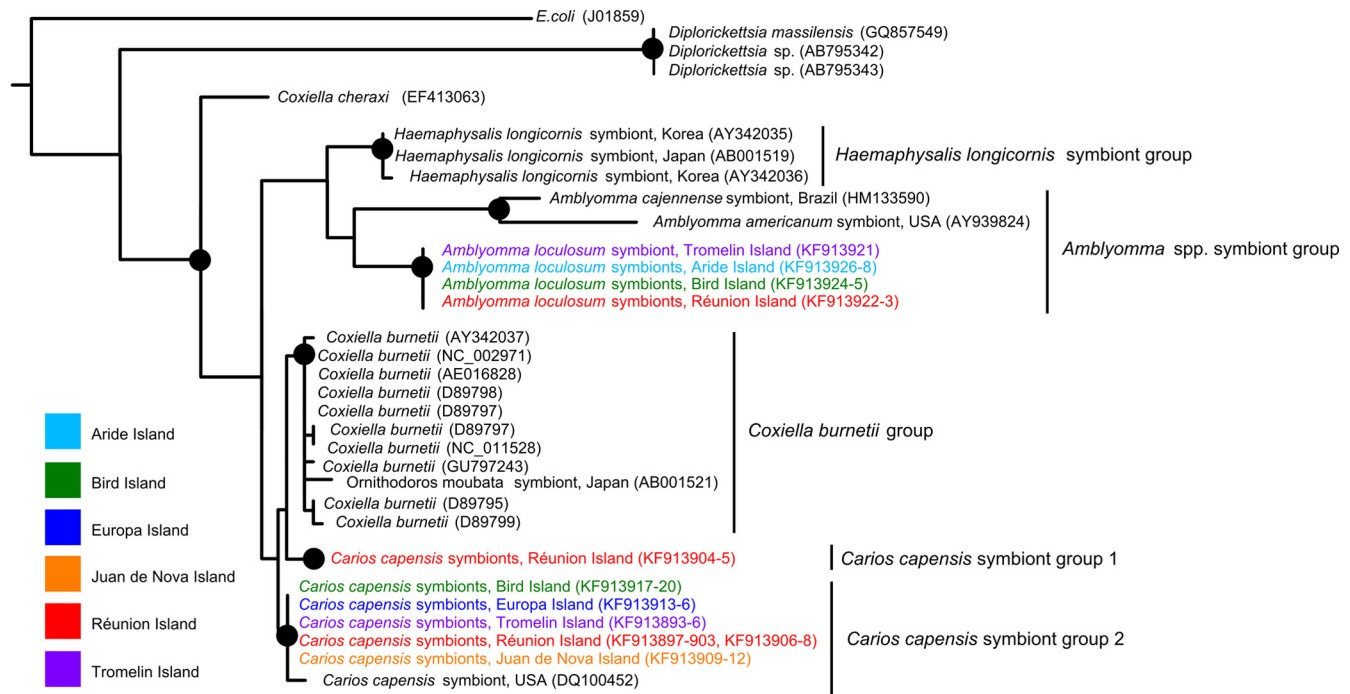 E.coli (J01859)
Diplorickettsia massilensis (GQ857549)
Diplorickettsia sp. (AB795342)
Diplorickettsia sp. (AB795343)
Coxiella cheraxi (EF413063)
Haemaphysalis longicornis symbiont, Korea (AY342035)
Haemaphysalis longicornis symbiont, Japan (AB001519)
Haemaphysalis longicornis symbiont, Korea (AY342036)
Haemaphysalis longicornis symbiont group
Amblyomma cajennense symbiont, Brazil (HM133590)
Amblyomma americanum symbiont, USA (AY939824)
Amblyomma loculosum symbiont, Tromelin Island (KF913921)
Amblyomma loculosum symbionts, Aride Island (KF913926-8)
Amblyomma loculosum symbionts, Bird Island (KF913924-5)
Amblyomma loculosum symbionts, Réunion Island (KF913922-3)
Amblyomma spp. symbiont group
Coxiella burnetii (AY342037)
Coxiella burnetii (NC_002971)
Coxiella burnetii (AE016828)
Coxiella burnetii (D89798)
Coxiella burnetii (D89797)
Coxiella burnetii (D89797)
Coxiella burnetii (NC_011528)
Coxiella burnetii (GU797243)
Ornithodoros moubata symbiont, Japan (AB001521)
Coxiella burnetii (D89795)
Coxiella burnetii (D89799)
Coxiella burnetii group
Carios capensis symbionts, Réunion Island (KF913904-5)
Carios capensis symbiont group 1
Carios capensis symbionts, Bird Island (KF913917-20)
Carios capensis symbionts, Europa Island (KF913913-6)
Carios capensis symbionts, Tromelin Island (KF913893-6)
Carios capensis symbionts, Réunion Island (KF913897-903, KF913906-8)
Carios capensis symbionts, Juan de Nova Island (KF913909-12)
Carios capensis symbiont, USA (DQ100452)
Carios capensis symbiont group 2
Aride Island
Bird Island
Europa Island
Juan de Nova Island
Réunion Island
Tromelin Island